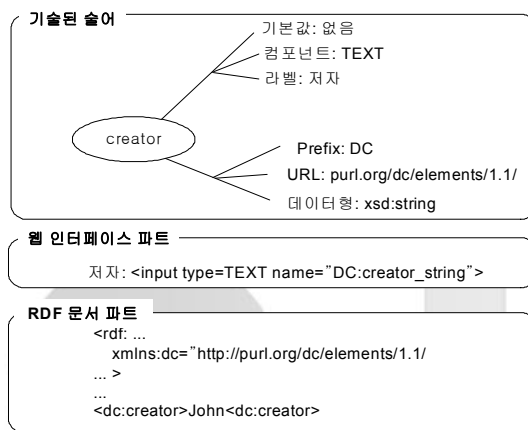 기술된 술어
기본값: 없음
컴포넌트: TEXT
라벨: 저자
creator
Prefix: DC
URL: purl.org/dc/elements/1.1/
데이터형: xsd:string
웹 인터페이스 파트
저자: <input type=TEXT name="DC:creator_string">
RDF 문서 파트
<rdf: ...
xmlns:dc="http://purl.org/dc/elements/1.1/
... >
...
<dc:creator>John<dc:creator>